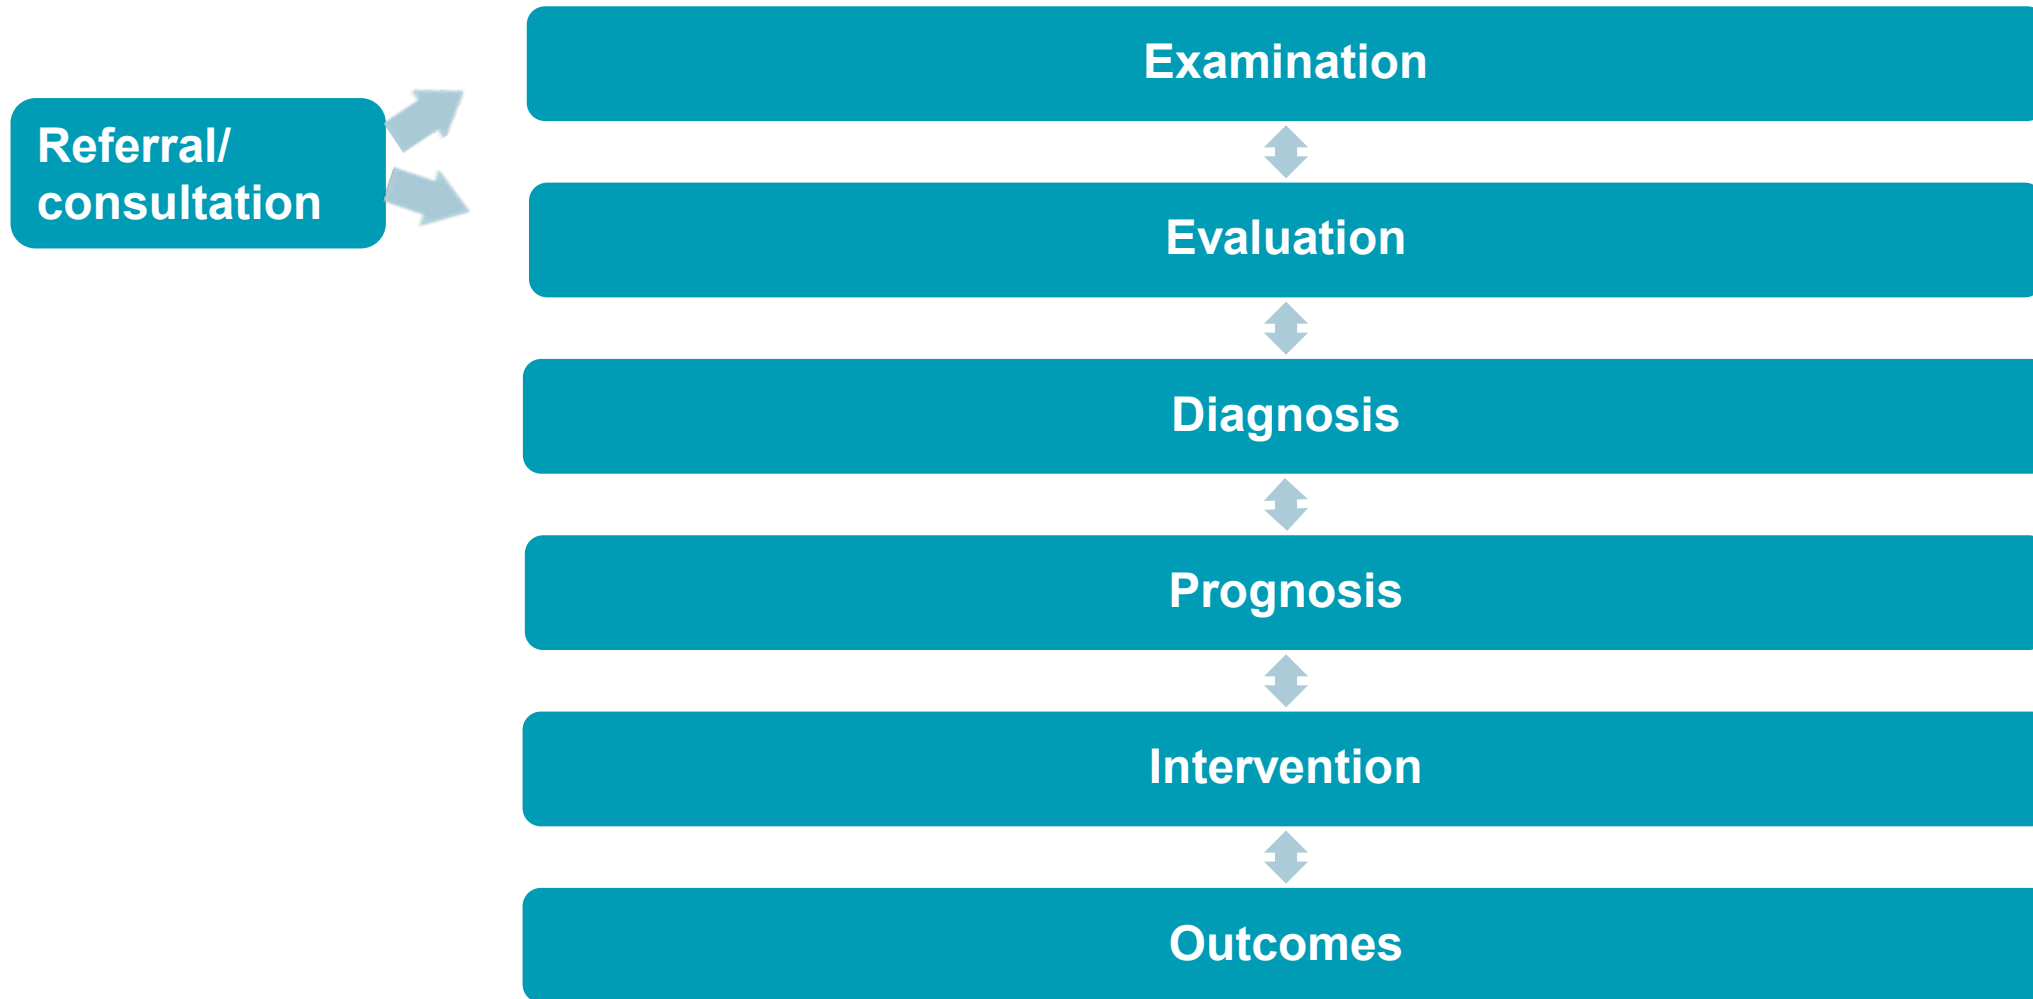 Examination
Referral/
consultation
Evaluation
Diagnosis
Prognosis
Intervention
Outcomes